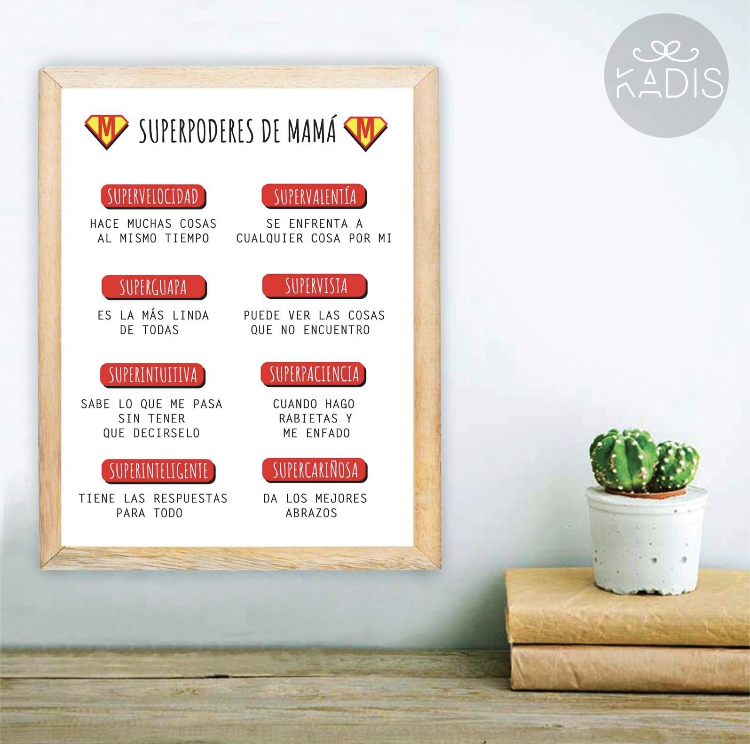 KADIS
M SUPERPODERES DE MAMÁ M
SUPERVELOCIDAD
HACE MUCHAS COSAS
AL MISMO TIEMPO
SUPERVALENTÍA
SE ENFRENTA A
CUALQUIER COSA POR MI
SUPERGUAPA
ES LA MÁS LINDA
DE TODAS
SUPERVISTA
PUEDE VER LAS COSAS
QUE NO ENCUENTRO
SUPERINTUITIVA
SABE LO QUE ME PASA
SIN TENER
QUE DECIRSELO
SUPERPACIENCIA
CUANDO HAGO
RABIETAS Y
ME ENFADO
SUPERINTELIGENTE
TIENE LAS RESPUESTAS
PARA TODO
SUPERCARIÑOSA
DA LOS MEJORES
ABRAZOS